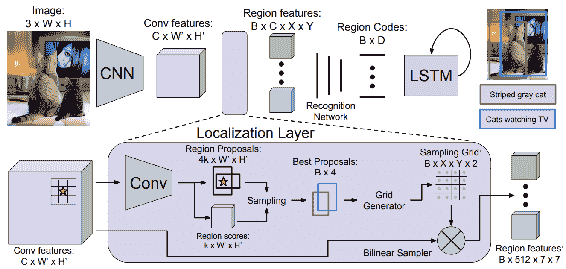 Image:
3 x W x H
CNN
Conv features:
C x W' x H'
Region features:
B x C x X x Y
Region Codes:
B x D
LSTM
Recognition
Network
Striped gray cat
Cats watching TV
Localization Layer
Conv
Region Proposals:
4k x W' x H'
Region scores:
k x W' x H'
Sampling
Best Proposals:
B x 4
Grid
Generator
Sampling Grid:
B x X x Y x 2
Bilinear Sampler
Conv features:
C x W' x H'
Region features:
B x 512 x 7 x 7